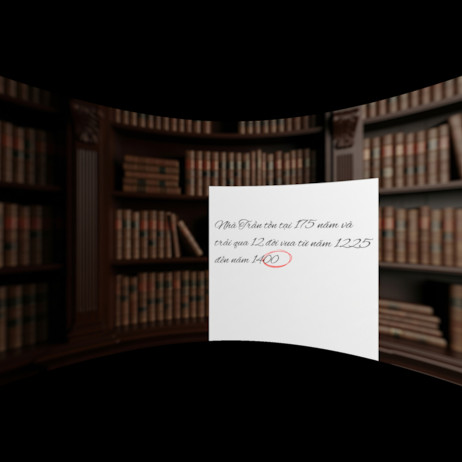 Nhà Trần tồn tại 175 năm và
trải qua 12 đời vua từ năm 1225
đến năm 1400